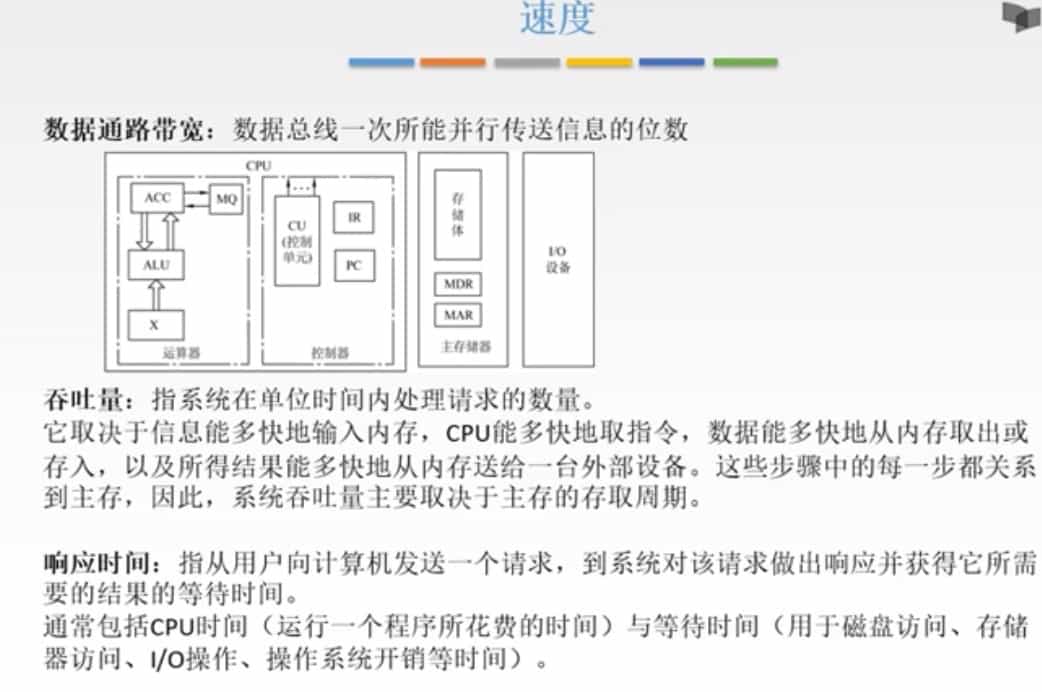 速度
数据通路带宽：数据总线一次所能并行传送信息的位数
CPU
ACC
MQ
ALU
X
运算器
CU
(控制
单元)
...
IR
PC
控制器
存
储
体
MDR
MAR
主存储器
I/O
设备
吞吐量：指系统在单位时间内处理请求的数量。
它取决于信息能多快地输入内存，CPU能多快地取指令，数据能多快地从内存取出或
存入，以及所得结果能多快地从内存送给一台外部设备。这些步骤中的每一步都关系
到主存，因此，系统吞吐量主要取决于主存的存取周期。
响应时间：指从用户向计算机发送一个请求，到系统对该请求做出响应并获得它所需
要的结果的等待时间。
通常包括CPU时间（运行一个程序所花费的时间）与等待时间（用于磁盘访问、存储
器访问、I/O操作、操作系统开销等时间）。